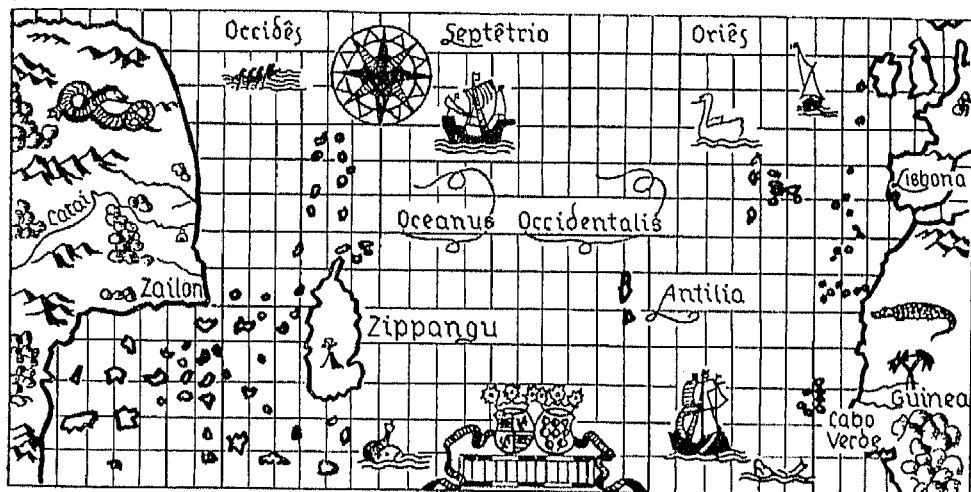 Occidẽs
Septẽtrio
Oriẽs
Catai
Lisbona
Oceanus Occidentalis
Zailon
Antilia
Zippangu
Guinea
Cabo
Verde